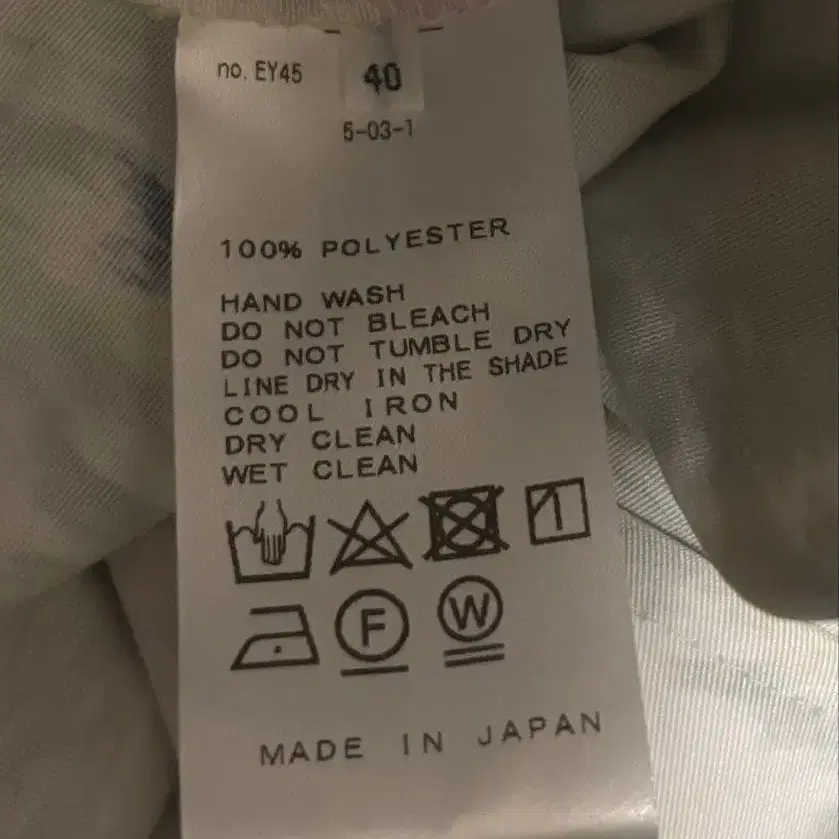 no. EY45
40
5-03-1
100% POLYESTER
HAND WASH
DO NOT BLEACH
DO NOT TUMBLE DRY
LINE DRY IN THE SHADE
COOL IRON
DRY CLEAN
WET CLEAN
F W
MADE IN JAPAN